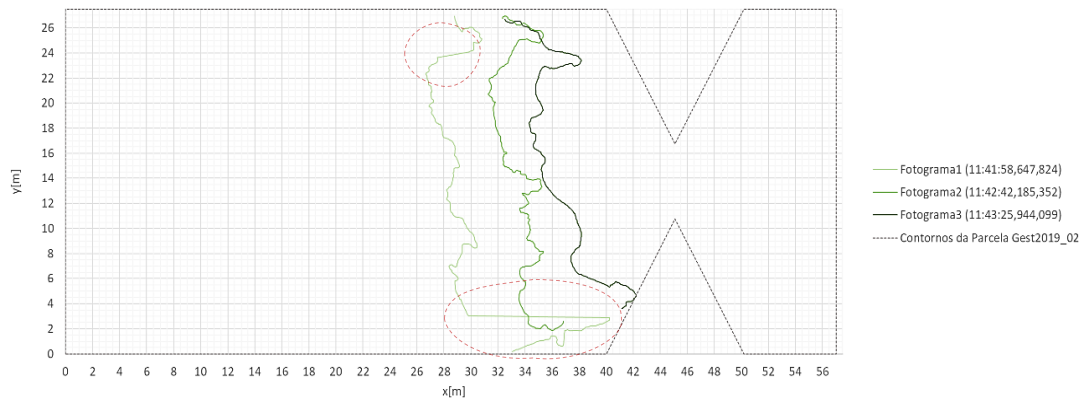 26
24
22
20
18
16
14
12
10
8
6
4
2
0
y[m]
0 2 4 6 8 10 12 14 16 18 20 22 24 26 28 30 32 34 36 38 40 42 44 46 48 50 52 54 56
x[m]
Fotograma1 (11:41:58,647,824)
Fotograma2 (11:42:42,185,352)
Fotograma3 (11:43:25,944,099)
Contornos da Parcela Gest2019_02